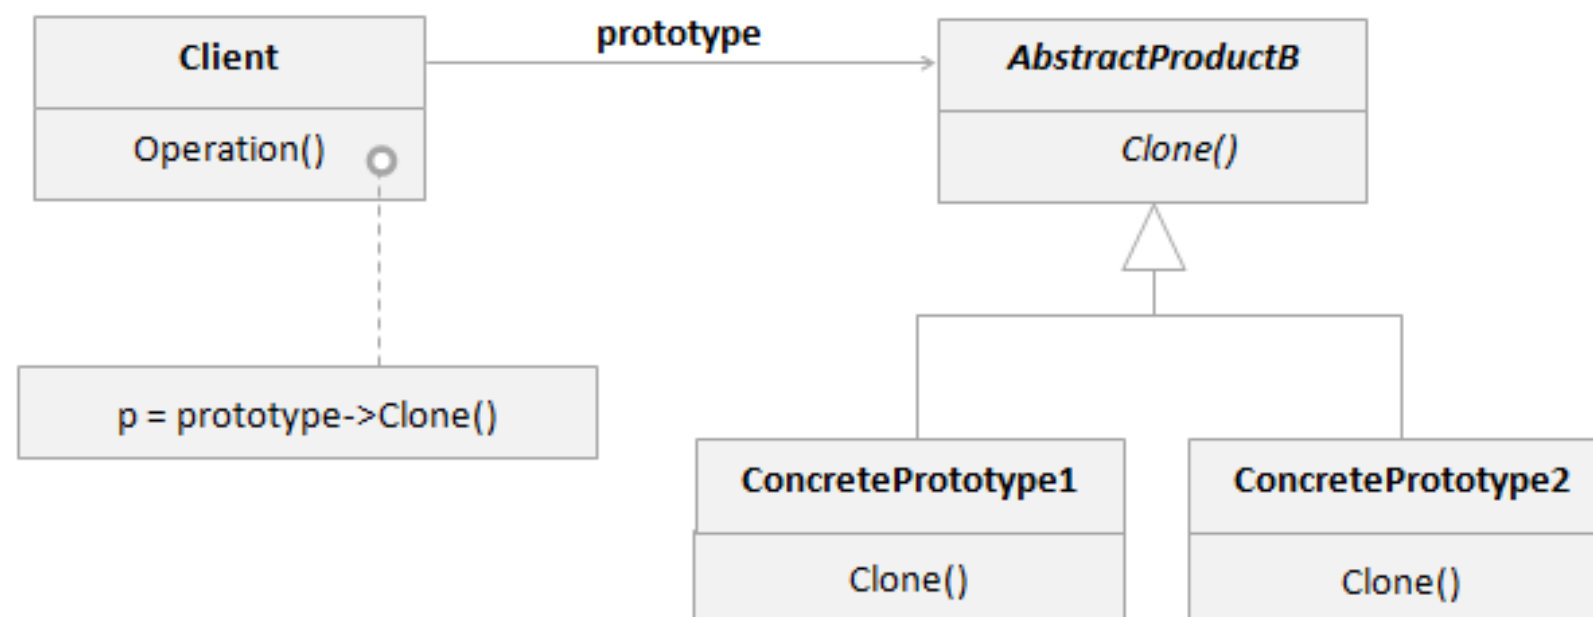 Client
prototype
AbstractProductB
Operation()
Clone()
p = prototype->Clone()
ConcretePrototype1
ConcretePrototype2
Clone()
Clone()